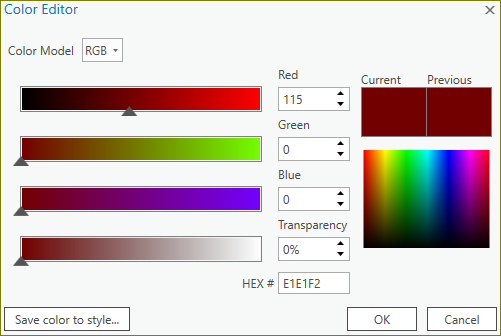 Color Editor
Color Model RGB
Red
115
Green
0
Blue
0
Transparency
0%
HEX # E1E1F2
Current Previous
Save color to style... OK Cancel